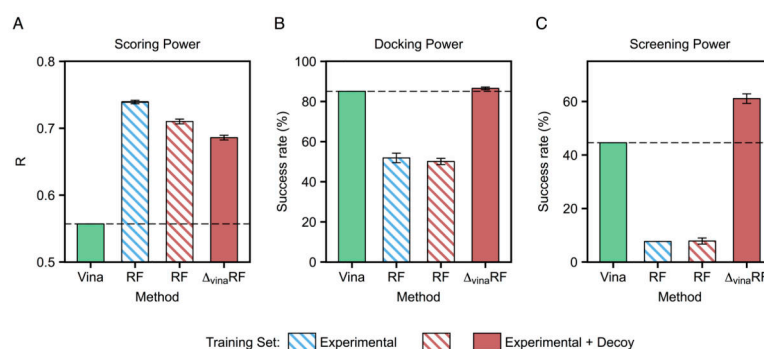 A
Scoring Power
0.8
0.7
0.6
0.5
R
Vina
RF
RF
ΔvinaRF
Method
B
Docking Power
100
80
60
40
20
0
Success rate (%)
Vina
RF
RF
ΔvinaRF
Method
C
Screening Power
60
40
20
0
Success rate (%)
Vina
RF
RF
ΔvinaRF
Method
Training Set: Experimental Experimental + Decoy